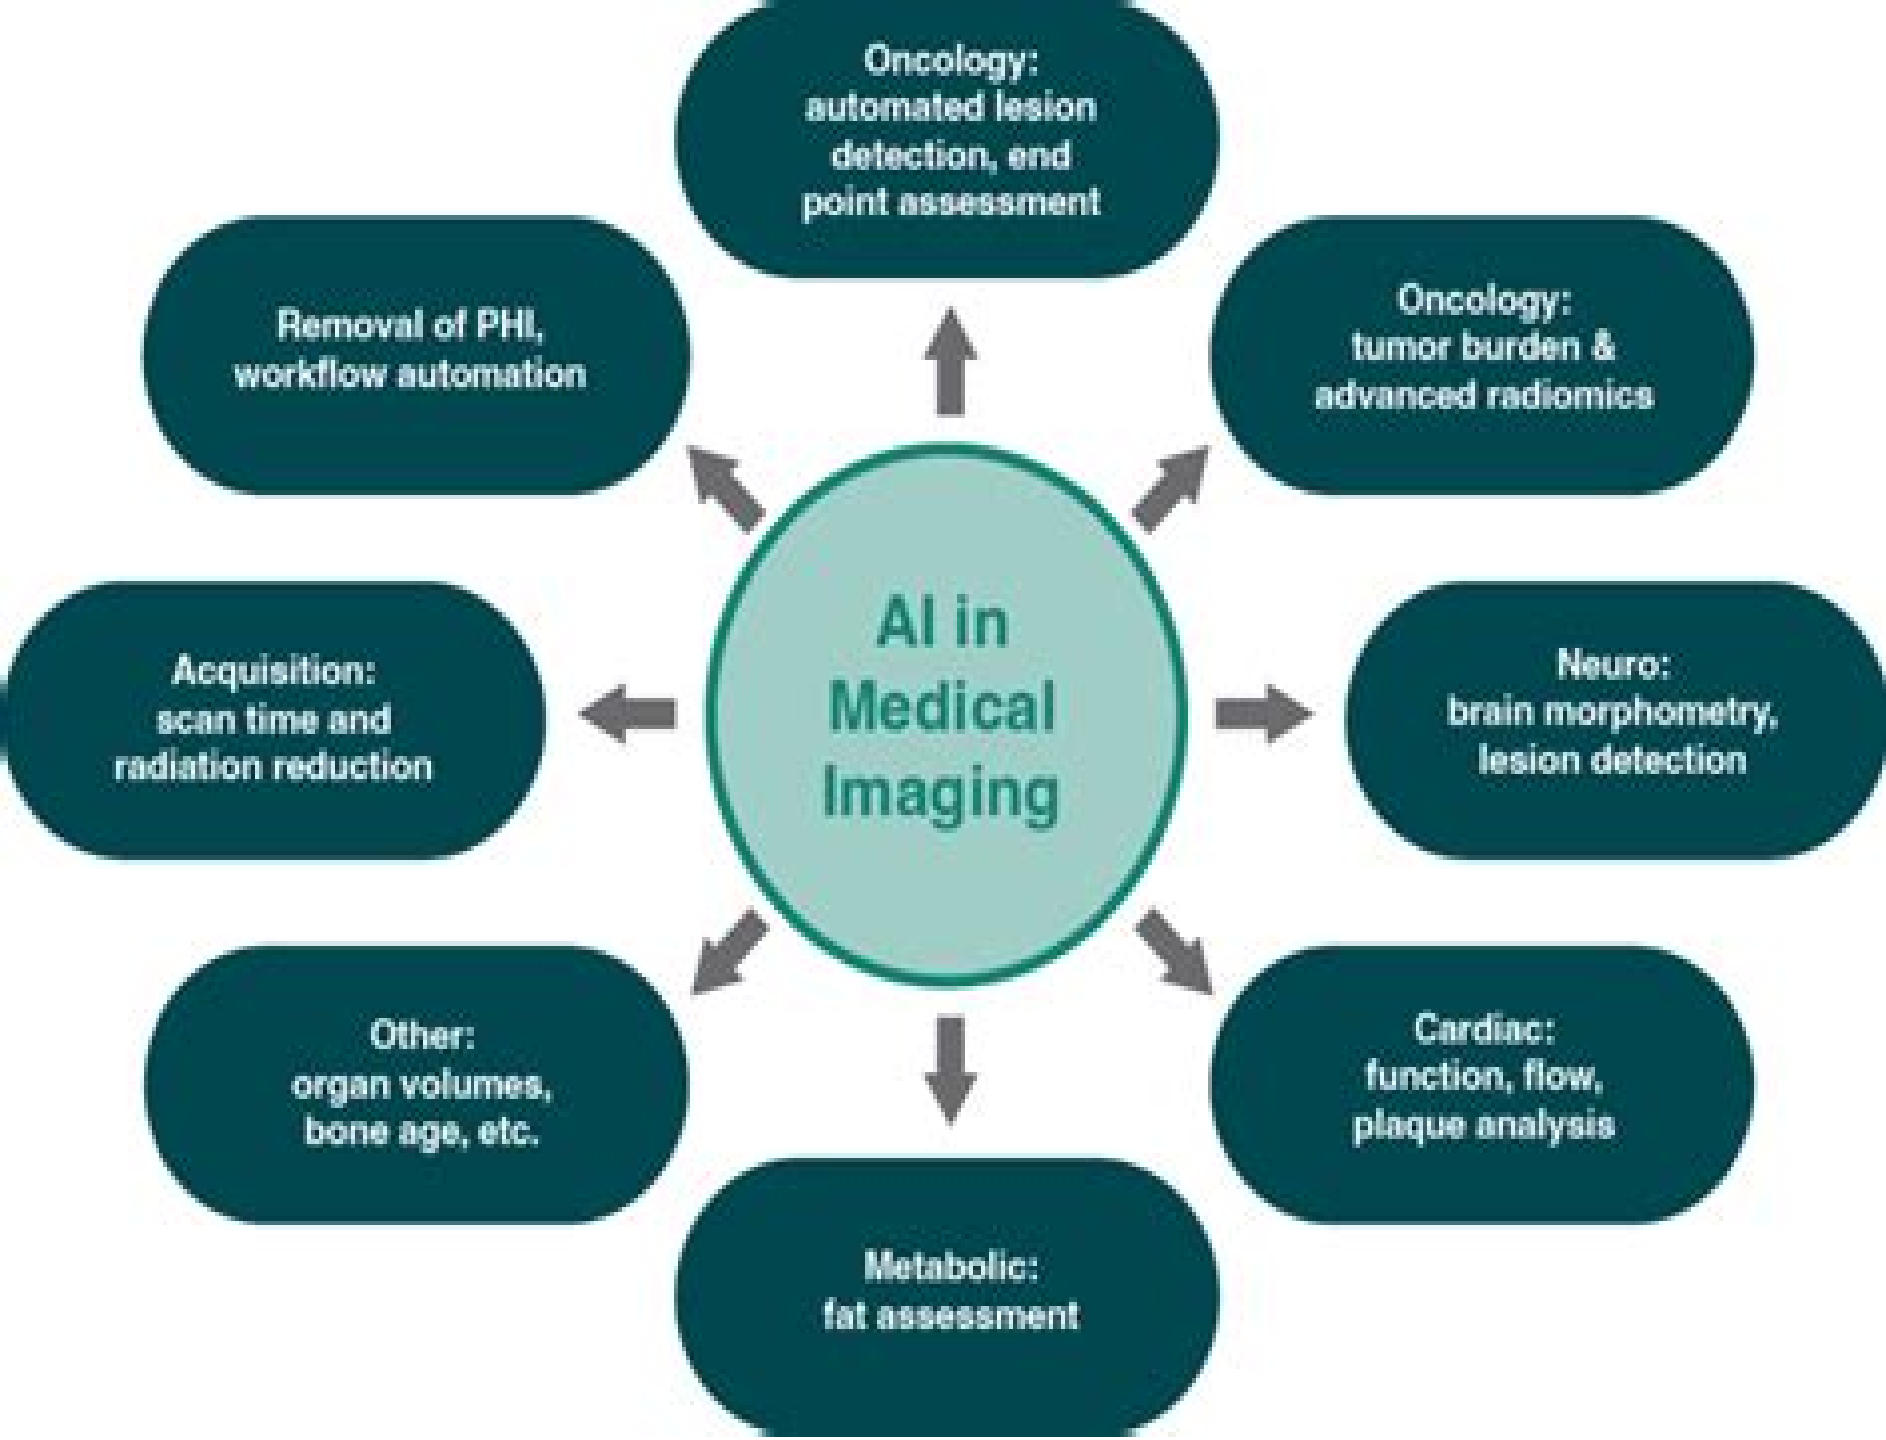 Oncology:
automated lesion
detection, end
point assessment
Oncology:
tumor burden &
advanced radiomics
Neuro:
brain morphometry,
lesion detection
Cardiac:
function, flow,
plaque analysis
Metabolic:
fat assessment
Other:
organ volumes,
bone age, etc.
Acquisition:
scan time and
radiation reduction
Removal of PHI,
workflow automation
AI in
Medical
Imaging